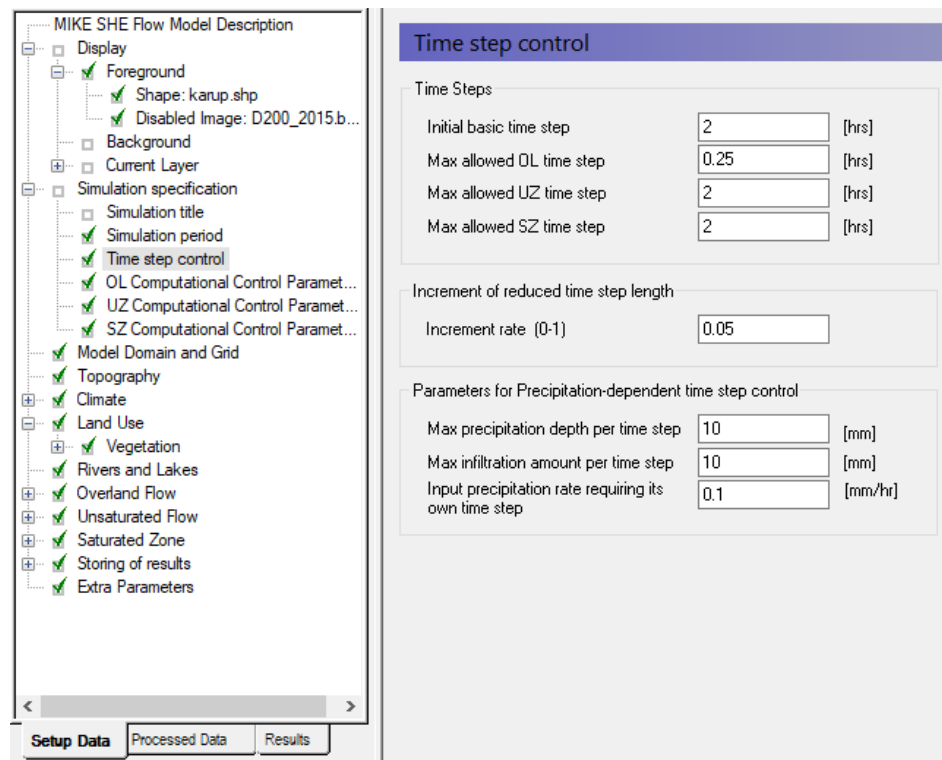 MIKE SHE Flow Model Description
Display
Foreground
Shape: karup.shp
Disabled Image: D200_2015.b...
Background
Current Layer
Simulation specification
Simulation title
Simulation period
Time step control
OL Computational Control Paramet...
UZ Computational Control Paramet...
SZ Computational Control Paramet...
Model Domain and Grid
Topography
Climate
Land Use
Vegetation
Rivers and Lakes
Overland Flow
Unsaturated Flow
Saturated Zone
Storing of results
Extra Parameters
Setup Data Processed Data Results
Time step control
Time Steps
Initial basic time step 2 [hrs]
Max allowed OL time step 0.25 [hrs]
Max allowed UZ time step 2 [hrs]
Max allowed SZ time step 2 [hrs]
Increment of reduced time step length
Increment rate (0-1) 0.05
Parameters for Precipitation-dependent time step control
Max precipitation depth per time step 10 [mm]
Max infiltration amount per time step 10 [mm]
Input precipitation rate requiring its
own time step 0.1 [mm/hr]